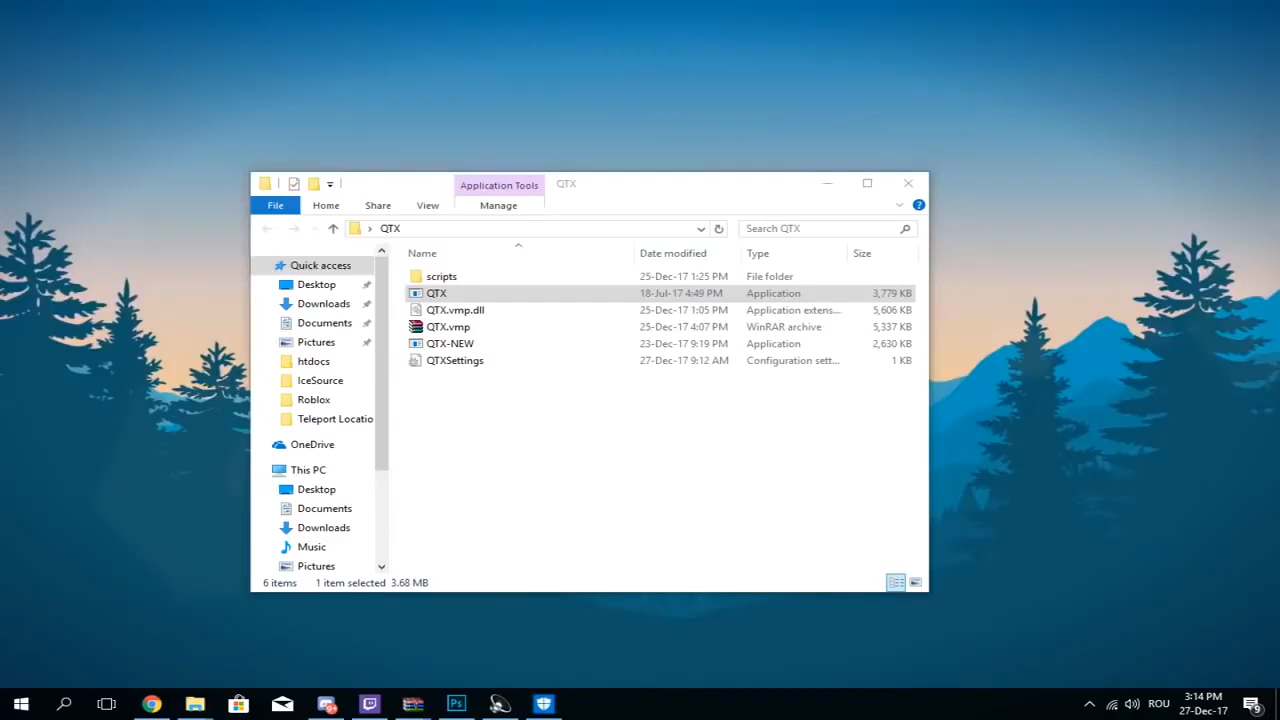 Application Tools QTX
File Home Share View Manage
QTX Search QTX
Name Date modified Type Size
Quick access
Desktop
Downloads
Documents
Pictures
htdocs
IceSource
Roblox
Teleport Locatio
OneDrive
This PC
Desktop
Documents
Downloads
Music
Pictures
scripts 25-Dec-17 1:25 PM File folder
QTX 18-Jul-17 4:49 PM Application 3,779 KB
QTX.vmp.dll 25-Dec-17 1:05 PM Application extens... 5,606 KB
QTX.vmp 25-Dec-17 4:07 PM WinRAR archive 5,337 KB
QTX-NEW 23-Dec-17 9:19 PM Application 2,630 KB
QTXSettings 27-Dec-17 9:12 AM Configuration sett... 1 KB
6 items 1 item selected 3.68 MB
Ps
ROU
3:14 PM
27-Dec-17
9